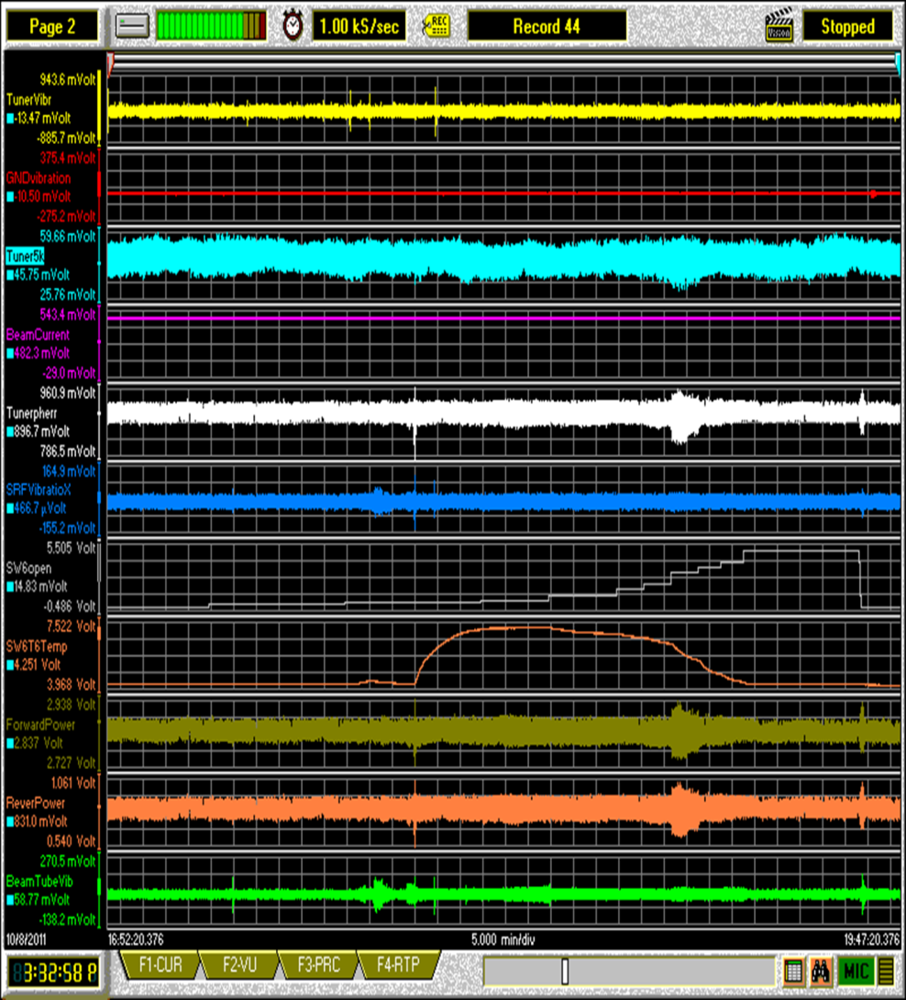 Page 2
1.00 kS/sec
REC
Record 44
Vision
Stopped
943.6 mVolt
TunerVibr
-13.47 mVolt
-885.7 mVolt
375.4 mVolt
GNDvibration
-10.50 mVolt
-275.2 mVolt
59.66 mVolt
Tuner5k
45.75 mVolt
25.76 mVolt
543.4 mVolt
BeamCurrent
482.3 mVolt
-29.0 mVolt
960.9 mVolt
Tunerpherr
896.7 mVolt
786.5 mVolt
164.9 mVolt
SRFVibratioX
466.7 µVolt
-155.2 mVolt
5.505 Volt
SW6open
14.83 mVolt
-0.486 Volt
7.522 Volt
SW6T6Temp
4.251 Volt
3.968 Volt
2.938 Volt
ForwardPower
2.837 Volt
2.727 Volt
1.061 Volt
ReverPower
831.0 mVolt
0.540 Volt
270.5 mVolt
BeamTubeVib
58.77 mVolt
-138.2 mVolt
10/8/2011 16:52:20.376 5.000 min/div 19:47:20.376
3:32:58 P
F1-CUR F2-VU F3-PRC F4-RTP
MIC